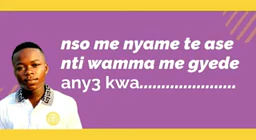 nso me nyame te ase
nti wamma me gyede
any3 kwa......................